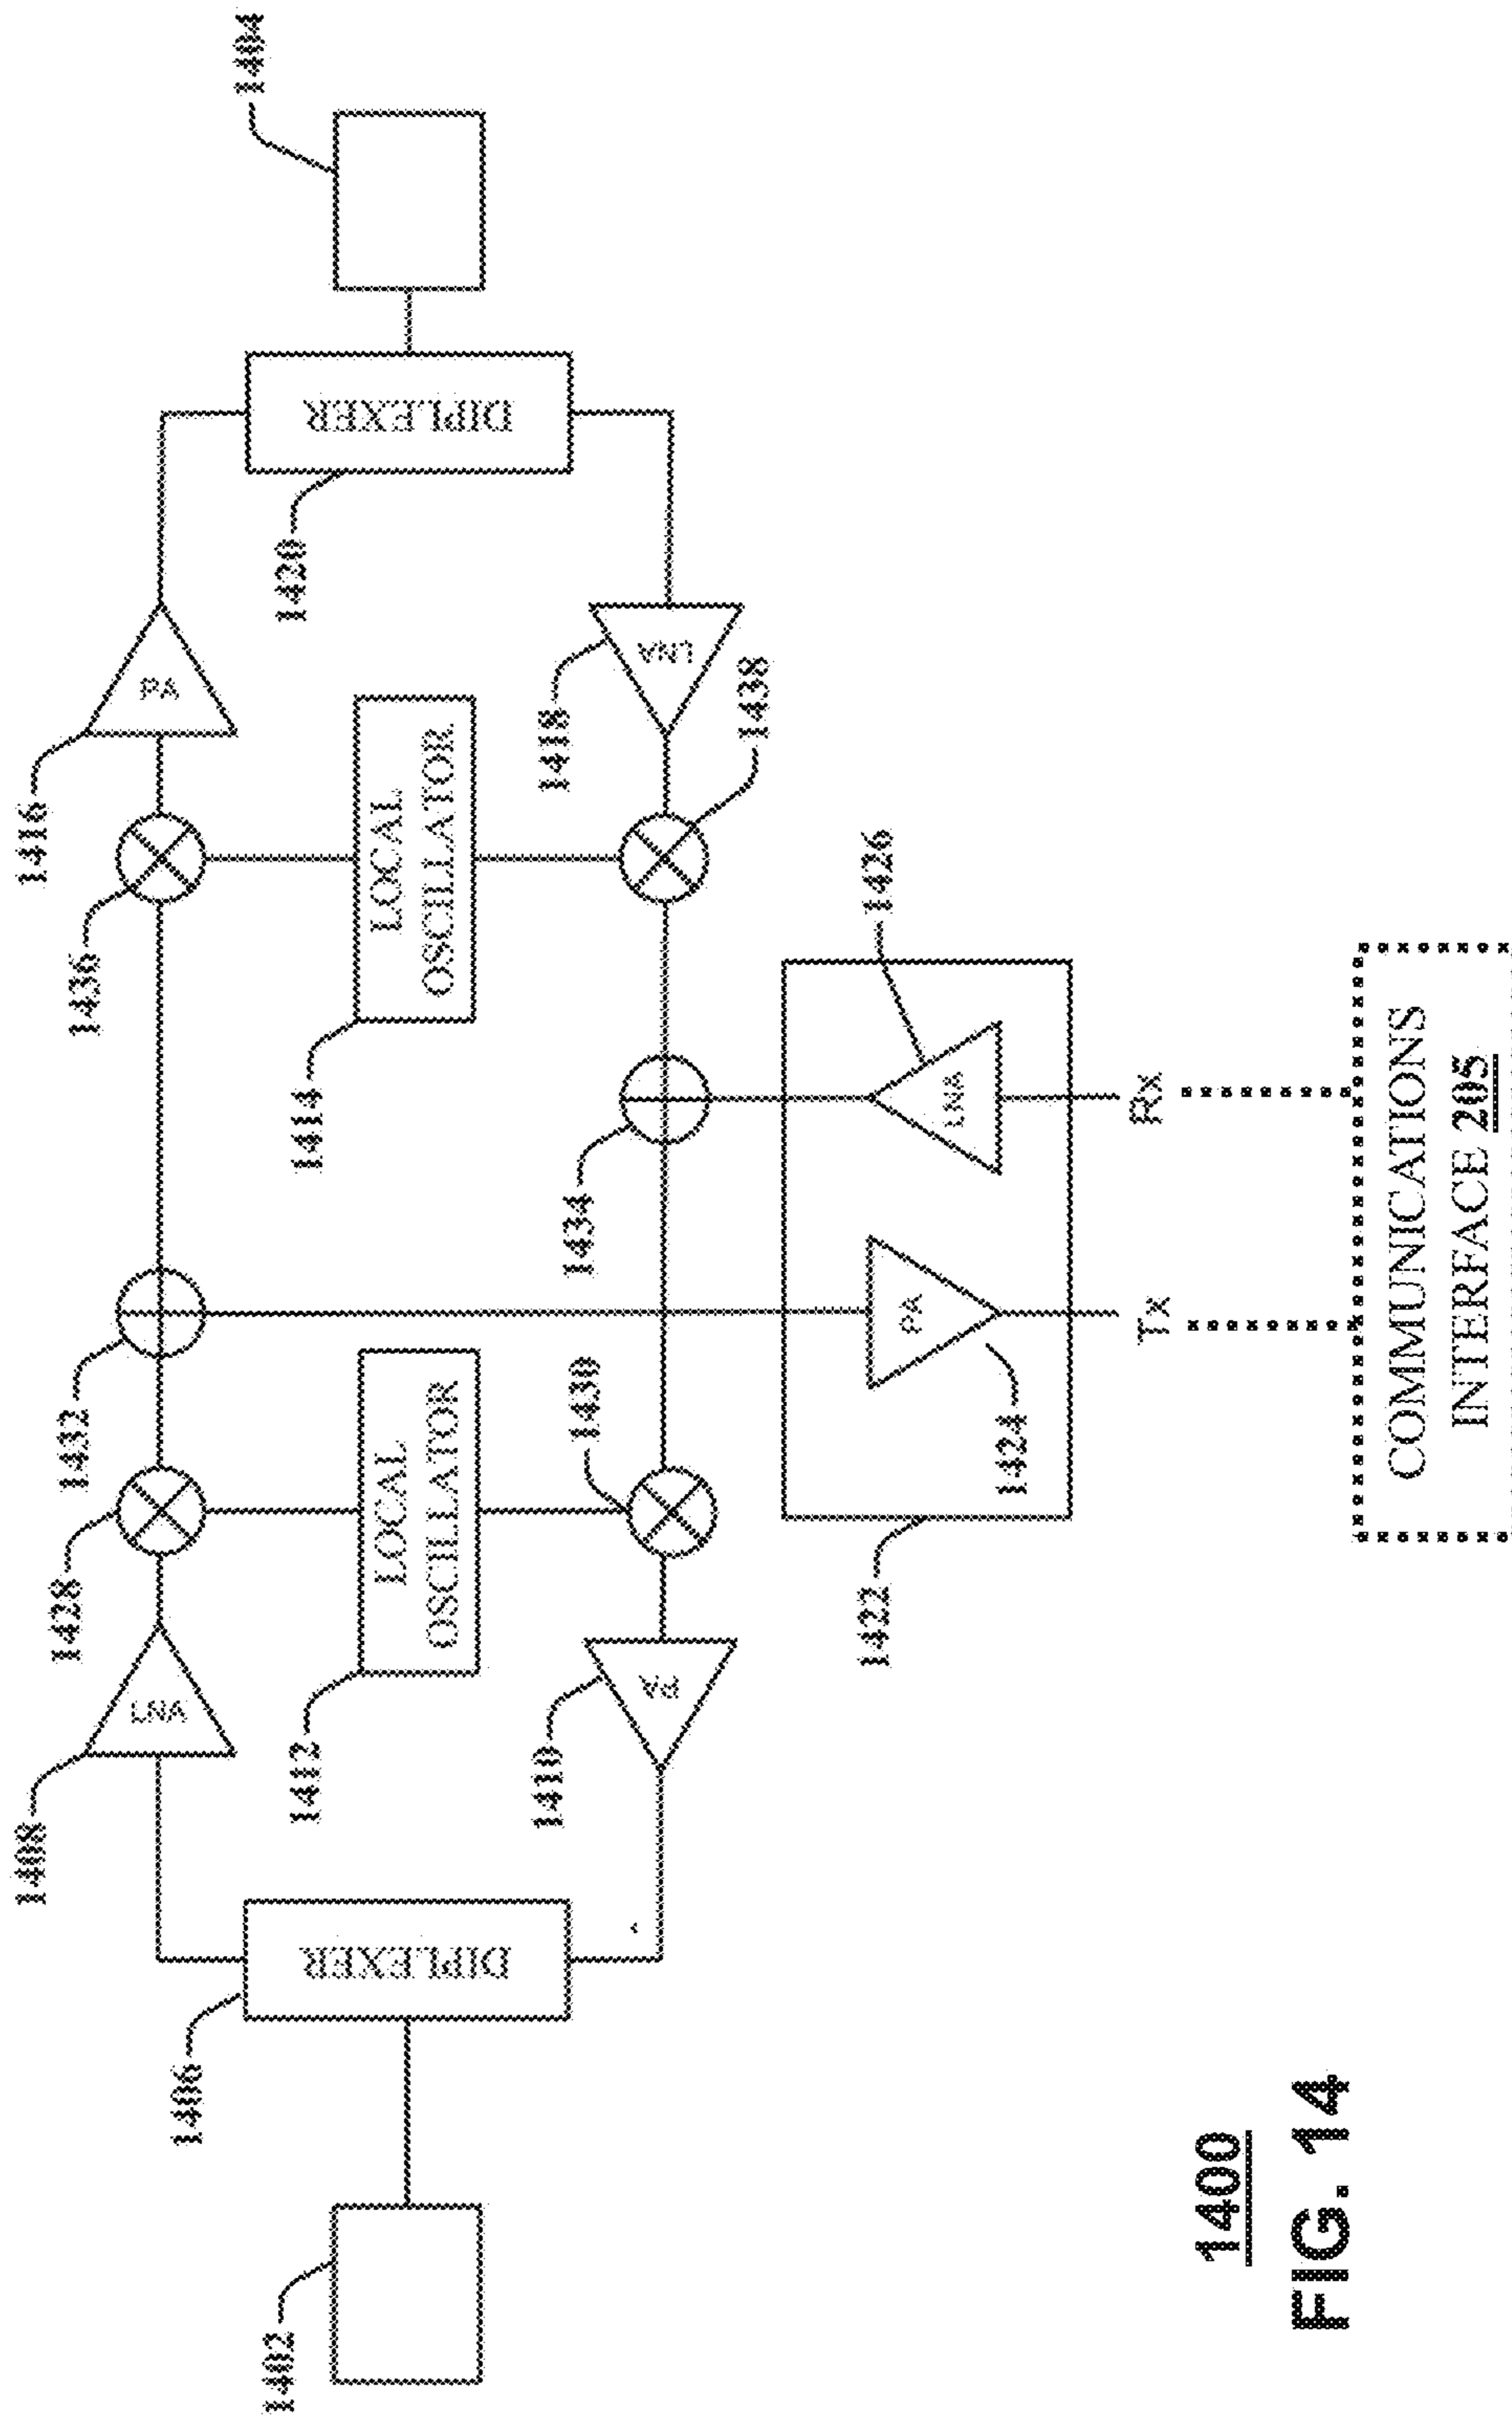 1404
1416
1436
PA
DIPLEXER
1420
LOCAL
OSCILLATOR
1414
LNA
1418
1438
1432
1434
1426
LNA
Rx
1428
LOCAL
OSCILLATOR
1412
1430
PA
1424
Tx
1422
COMMUNICATIONS
INTERFACE 205
1408
LNA
PA
1410
DIPLEXER
1406
1402
1400
FIG. 14